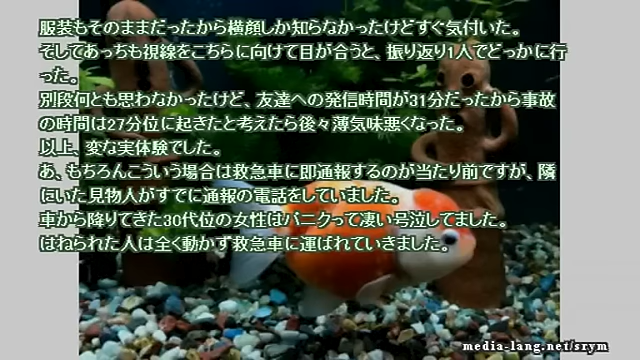 服装もそのままだったから横顔しか知らなかったけどすぐ気付いた。
そしてあっちも視線をこちらに向けて目が合うと、振り返り1人でどっかに行
った。
別段何とも思わなかったけど、友達への発信時間が31分だったから事故
の時間は27分位に起きたと考えたら後々薄気味悪くなった。
以上、変な実体験でした。
あ、もちろんこういう場合は救急車に即通報するのが当たり前ですが、隣
にいた見物人がすでに通報の電話をしていました。
車から降りてきた30代位の女性はパニクって凄い号泣してました。
はねられた人は全く動かず救急車に運ばれていきました。
media-lang.net/srym